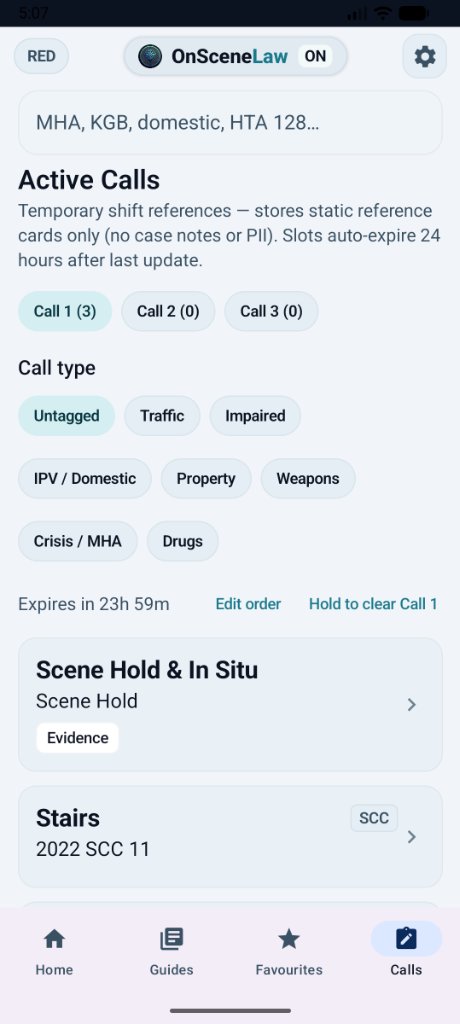 5:07
RED
OnSceneLaw ON
MHA, KGB, domestic, HTA 128...
Active Calls
Temporary shift references — stores static reference
cards only (no case notes or PII). Slots auto-expire 24
hours after last update.
Call 1 (3) Call 2 (0) Call 3 (0)
Call type
Untagged Traffic Impaired
IPV / Domestic Property Weapons
Crisis / MHA Drugs
Expires in 23h 59m Edit order Hold to clear Call 1
Scene Hold & In Situ
Scene Hold
Evidence
Stairs SCC
2022 SCC 11
Home Guides Favourites Calls